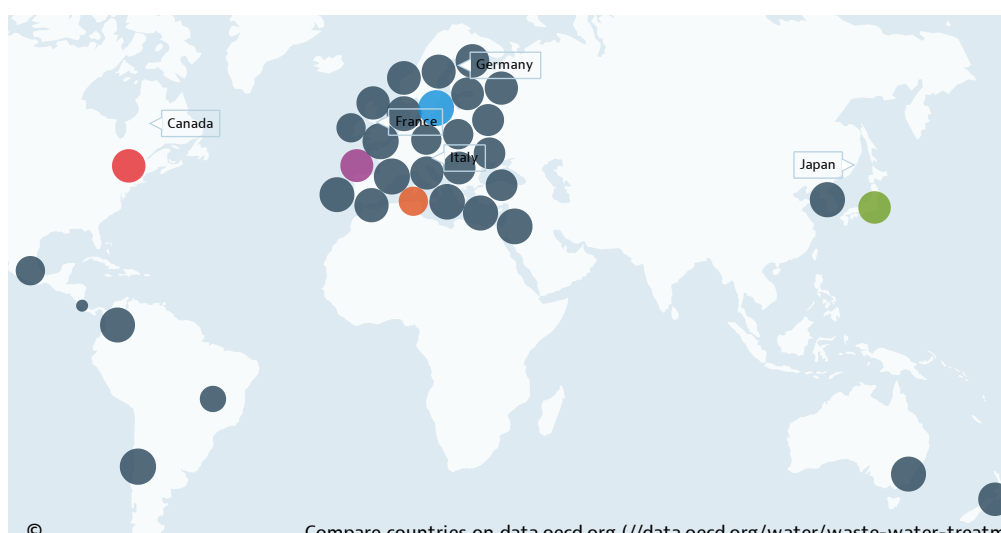 Germany
Canada
France
Italy
Japan
©
Compare countries on data.oecd.org (//data.oecd.org/water/waste-water-treatm